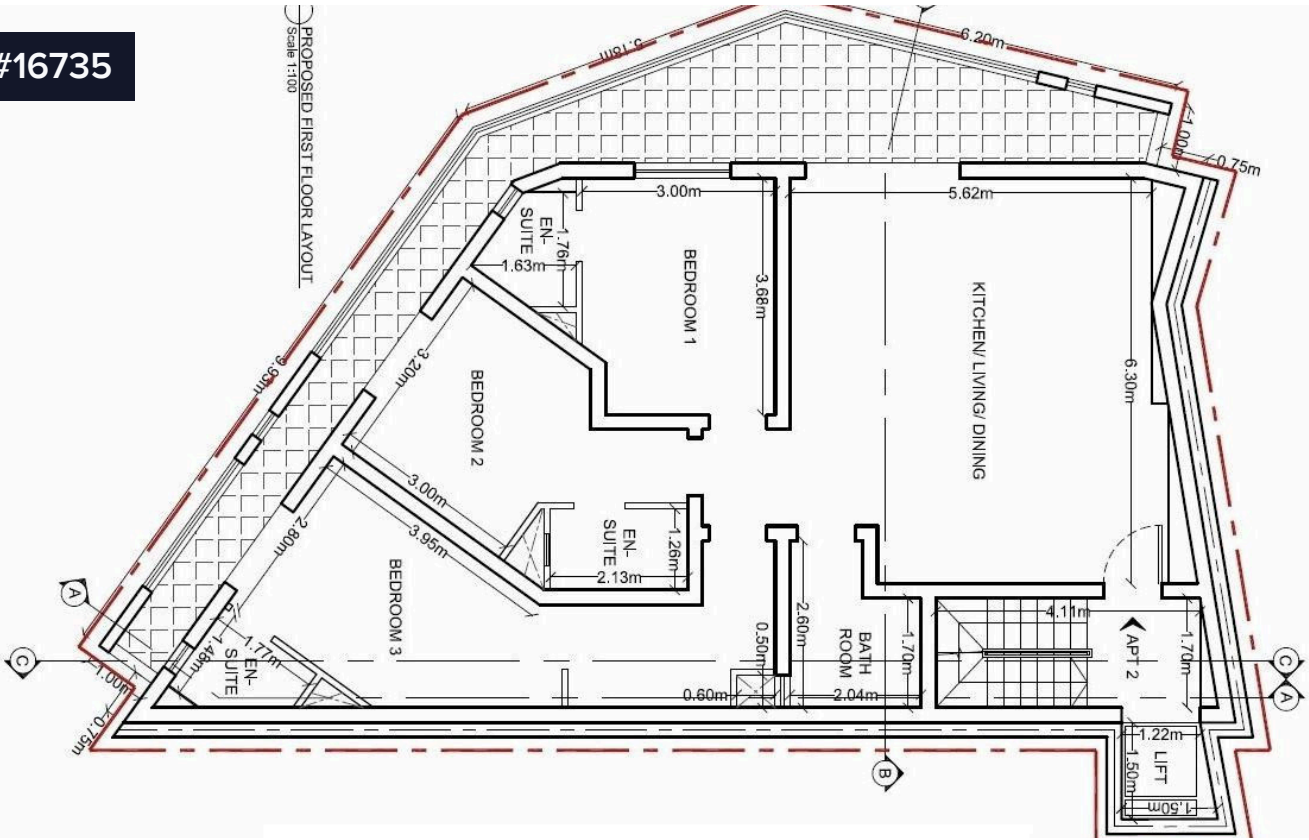 #16735
PROPOSED FIRST FLOOR LAYOUT
Scale 1:100
5.18m
6.20m
1.00m
0.75m
3.00m
5.62m
EN-
SUITE
1.76m
1.63m
BEDROOM 1
3.68m
KITCHEN/ LIVING/ DINING
6.30m
9.93m
3.20m
BEDROOM 2
3.00m
EN-
SUITE
1.26m
2.13m
2.80m
3.95m
BEDROOM 3
A
C
1.00m
0.75m
1.48m
1.77m
EN-
SUITE
0.50m
0.60m
2.60m
BATH
ROOM
1.70m
2.04m
4.11m
APT 2
1.70m
C
A
B
1.22m
LIFT
1.50m
1.50m